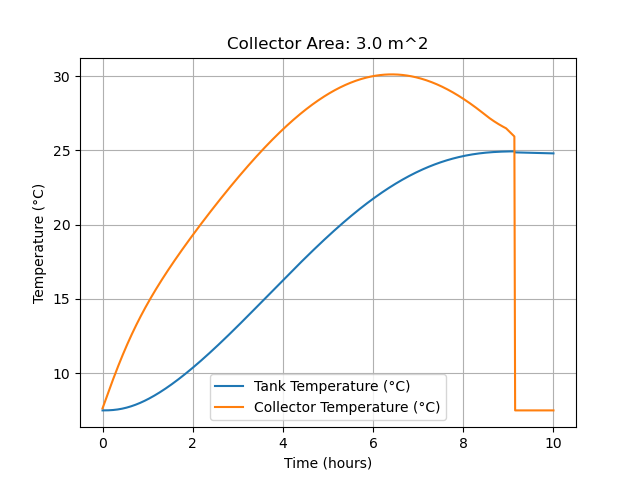 Collector Area: 3.0 m^2
Temperature (°C)
30
25
20
15
10
Tank Temperature (°C)
Collector Temperature (°C)
0 2 4 6 8 10
Time (hours)